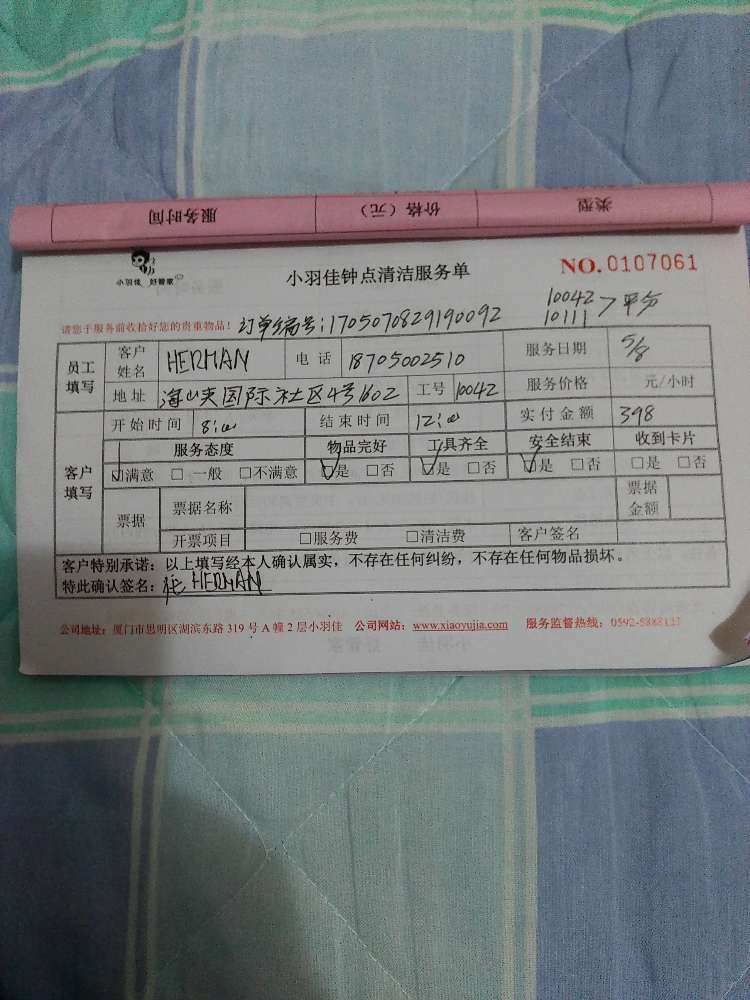 服务时间 价格（元） 类型
小羽佳 好管家
小羽佳钟点清洁服务单
NO. 0107061
10042
10111 > 平分
请您于服务前收拾好您的贵重物品！ 订单编号：1705070829190092
员工填写 客户姓名 HERMAN 电话 18705002510 服务日期 5/8
地址 海峡国际社区4号1602 工号 10042 服务价格 元/小时
客户填写 开始时间 8:00 结束时间 12:00 实付金额 398
服务态度 物品完好 工具齐全 安全结束 收到卡片
☑满意 □一般 □不满意 ☑是 □否 ☑是 □否 ☑是 □否 □是 □否
票据 票据名称 票据金额
开票项目 □服务费 □清洁费 客户签名
客户特别承诺：以上填写经本人确认属实，不存在任何纠纷，不存在任何物品损坏。
特此确认签名： HERMAN
公司地址：厦门市思明区湖滨东路 319 号 A 幢 2 层小羽佳 公司网站：www.xiaoyujia.com 服务监督热线：